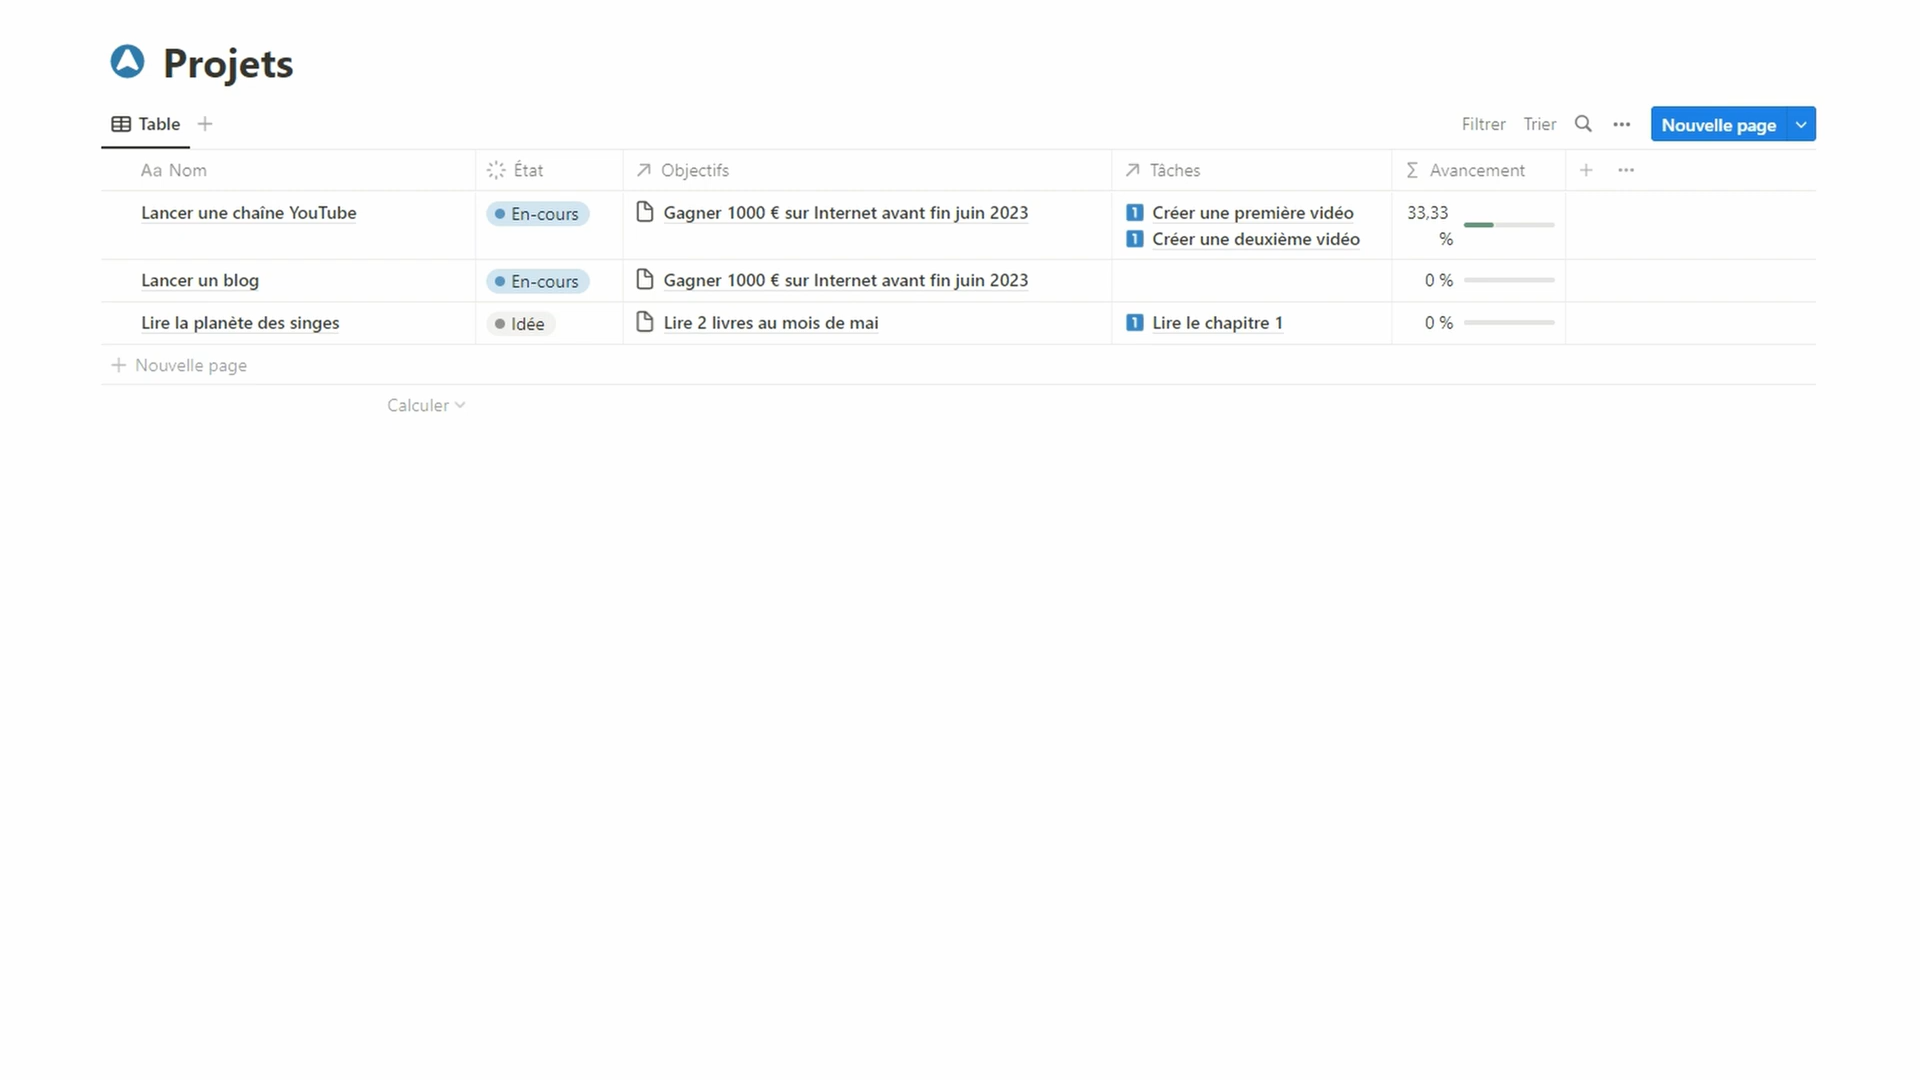 Projets
Table
Filtrer Trier Nouvelle page
Aa Nom État Objectifs Tâches Σ Avancement
Lancer une chaîne YouTube En-cours Gagner 1000 € sur Internet avant fin juin 2023 1 Créer une première vidéo 33,33
1 Créer une deuxième vidéo %
Lancer un blog En-cours Gagner 1000 € sur Internet avant fin juin 2023 0 %
Lire la planète des singes Idée Lire 2 livres au mois de mai 1 Lire le chapitre 1 0 %
Nouvelle page
Calculer